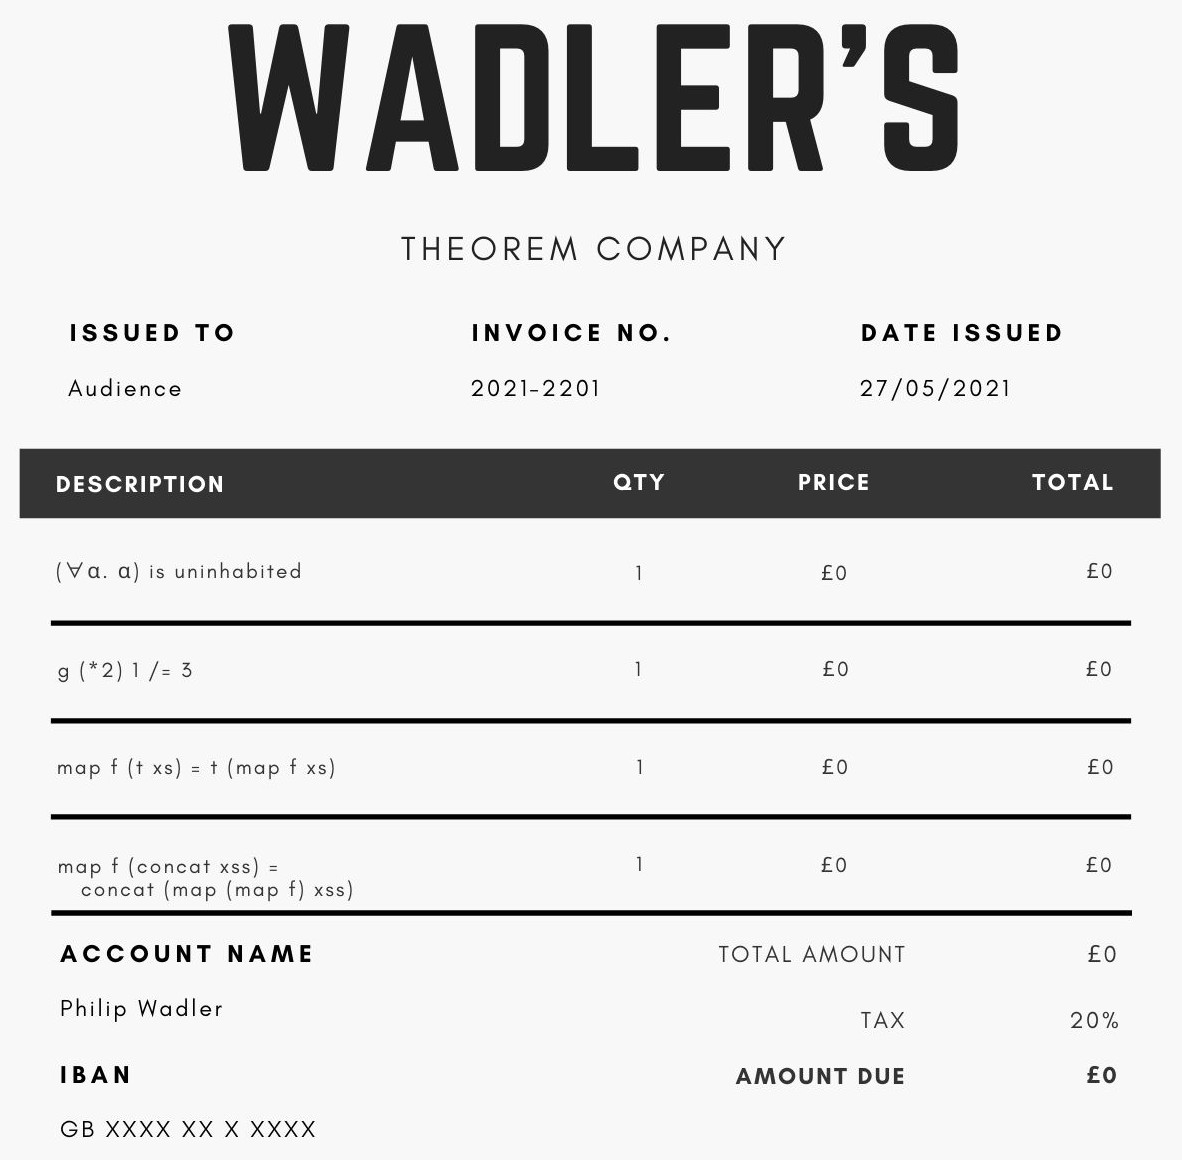 WADLER'S
THEOREM COMPANY
ISSUED TO INVOICE NO. DATE ISSUED
Audience 2021-2201 27/05/2021
DESCRIPTION QTY PRICE TOTAL
(∀α. α) is uninhabited 1 £0 £0
g (*2) 1 /= 3 1 £0 £0
map f (t xs) = t (map f xs) 1 £0 £0
map f (concat xss) = 1 £0 £0
concat (map (map f) xss)
ACCOUNT NAME TOTAL AMOUNT £0
Philip Wadler
TAX 20%
IBAN AMOUNT DUE £0
GB XXXX XX X XXXX